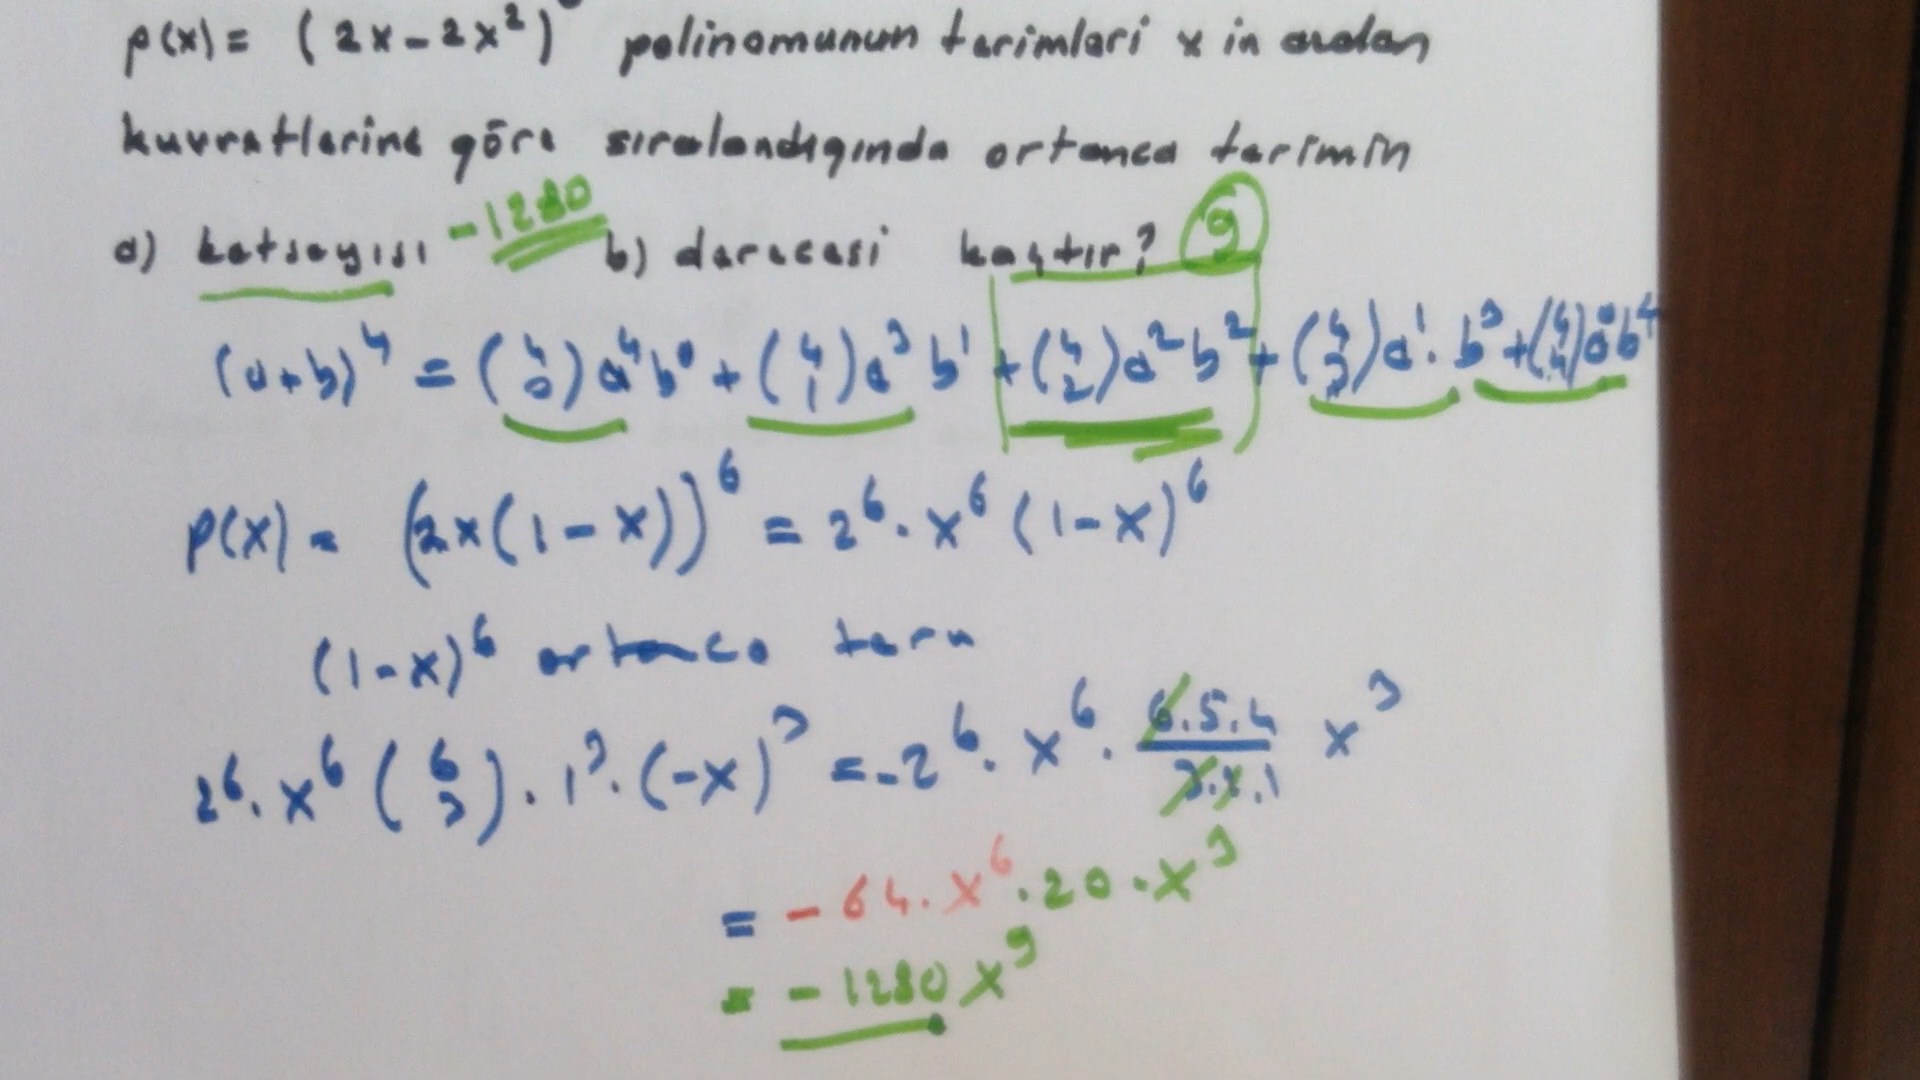 p(x) = (2x - 2x²) polinomunun terimleri x in azalan
kuvvetlerine göre sıralandığında ortanca terimin
a) katsayısı -1280 b) derecesi kaçtır? 9
(a+b)⁴ = (4 0)a⁴b⁰ + (4 1)a³b¹ + (4 2)a²b² + (4 3)a¹.b³ + (4 4)a⁰b⁴
p(x) = (2x(1-x))⁶ = 2⁶.x⁶(1-x)⁶
(1-x)⁶ ortanca terim
2⁶.x⁶(6 3).1³.(-x)³ = -2⁶.x⁶.6.5.4/3.2.1 x³
= -64.x⁶.20.x³
= -1280x⁹